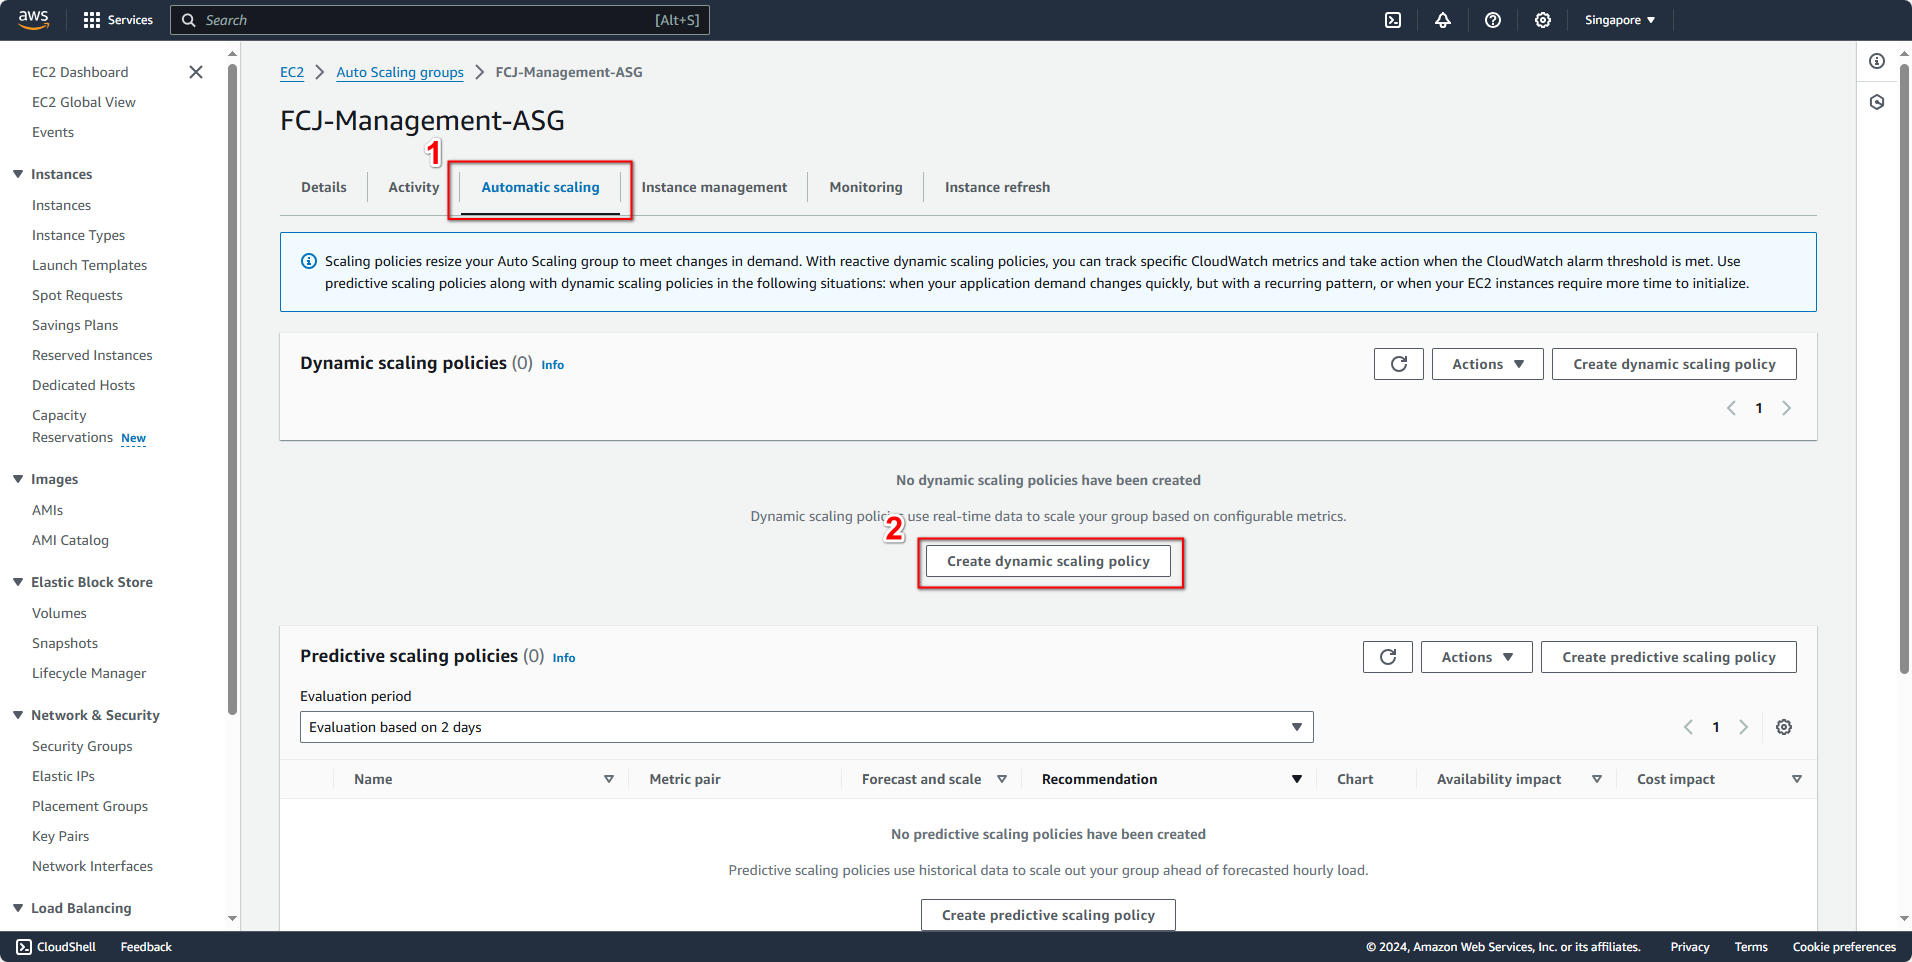 aws
Services
Search
[Alt+S]
Singapore
EC2 Dashboard
EC2 Global View
Events
Instances
Instances
Instance Types
Launch Templates
Spot Requests
Savings Plans
Reserved Instances
Dedicated Hosts
Capacity
Reservations New
Images
AMIs
AMI Catalog
Elastic Block Store
Volumes
Snapshots
Lifecycle Manager
Network & Security
Security Groups
Elastic IPs
Placement Groups
Key Pairs
Network Interfaces
Load Balancing
EC2 > Auto Scaling groups > FCJ-Management-ASG
FCJ-Management-ASG
1
Details
Activity
Automatic scaling
Instance management
Monitoring
Instance refresh
Scaling policies resize your Auto Scaling group to meet changes in demand. With reactive dynamic scaling policies, you can track specific CloudWatch metrics and take action when the CloudWatch alarm threshold is met. Use
predictive scaling policies along with dynamic scaling policies in the following situations: when your application demand changes quickly, but with a recurring pattern, or when your EC2 instances require more time to initialize.
Dynamic scaling policies (0) Info
Actions
Create dynamic scaling policy
1
No dynamic scaling policies have been created
Dynamic scaling policies use real-time data to scale your group based on configurable metrics.
2
Create dynamic scaling policy
Predictive scaling policies (0) Info
Actions
Create predictive scaling policy
Evaluation period
Evaluation based on 2 days
1
Name
Metric pair
Forecast and scale
Recommendation
Chart
Availability impact
Cost impact
No predictive scaling policies have been created
Predictive scaling policies use historical data to scale out your group ahead of forecasted hourly load.
Create predictive scaling policy
CloudShell
Feedback
© 2024, Amazon Web Services, Inc. or its affiliates.
Privacy
Terms
Cookie preferences